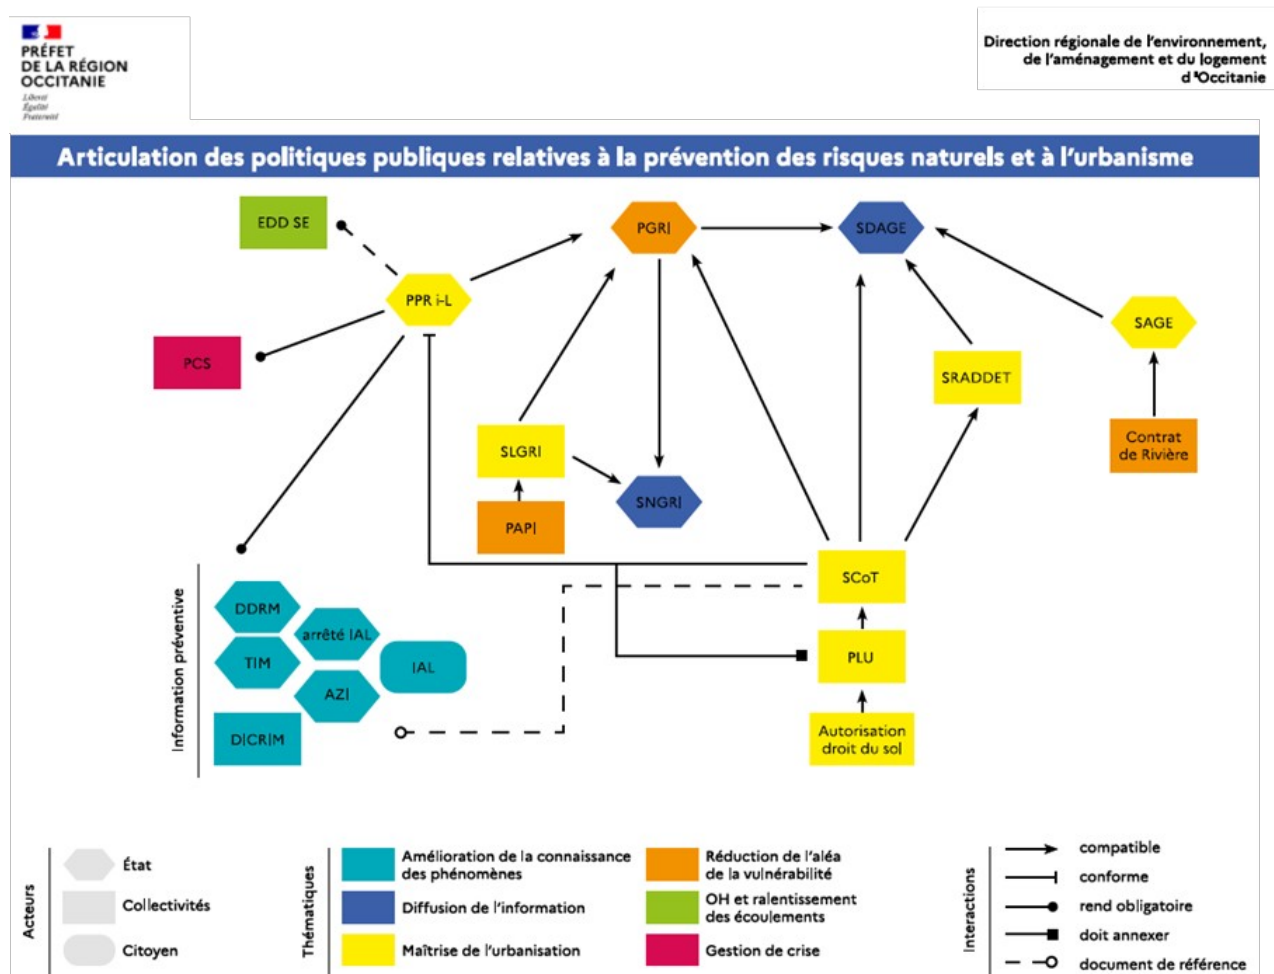 PRÉFET
DE LA RÉGION
OCCITANIE
Liberté
Égalité
Fraternité
Direction régionale de l'environnement,
de l'aménagement et du logement
d'Occitanie
Articulation des politiques publiques relatives à la prévention des risques naturels et à l'urbanisme
EDD SE
PGRI
SDAGE
PPR i-L
SAGE
PCS
SRADDET
SLGRI
Contrat
de Rivière
SNGRI
PAPI
SCoT
Information préventive
DDRM
arrêté IAL
TIM
IAL
PLU
AZI
DICRIM
Autorisation
droit du sol
Acteurs
État
Collectivités
Citoyen
Thématiques
Amélioration de la connaissance
des phénomènes
Diffusion de l'information
Maîtrise de l'urbanisation
Réduction de l'aléa
de la vulnérabilité
OH et ralentissement
des écoulements
Gestion de crise
Interactions
compatible
conforme
rend obligatoire
doit annexer
document de référence